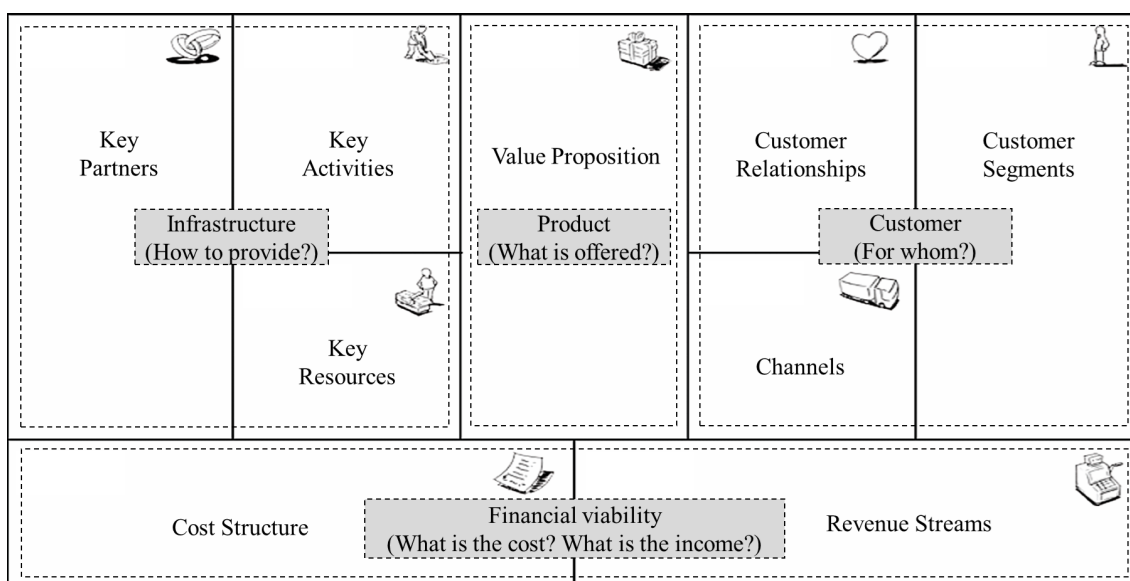 Key
Partners
Key
Activities
Infrastructure
(How to provide?)
Key
Resources
Value Proposition
Product
(What is offered?)
Customer
Relationships
Customer
Segments
Customer
(For whom?)
Channels
Cost Structure
Financial viability
(What is the cost? What is the income?)
Revenue Streams